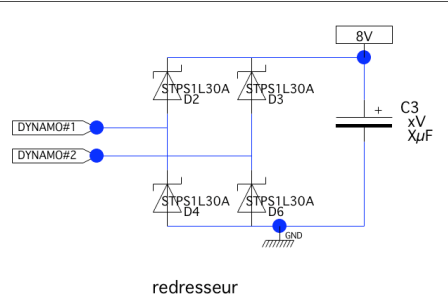 8V
STPS1L30A
D2
STPS1L30A
D3
C3
xV
XµF
DYNAMO#1
DYNAMO#2
STPS1L30A
D4
STPS1L30A
D6
GND
redresseur